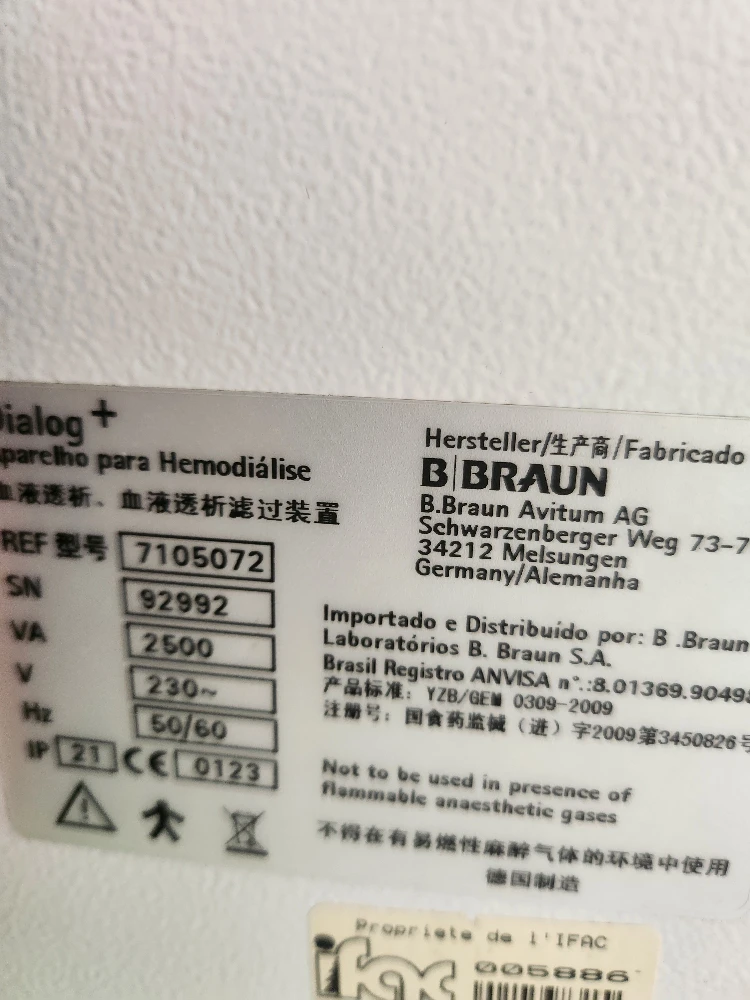 Dialog+
Aparelho para Hemodiálise
血液透析、血液透析滤过装置
REF 型号 7105072
SN 92992
VA 2500
V 230~
Hz 50/60
IP 21 CE 0123
Hersteller/生产商/Fabricado
B|BRAUN
B.Braun Avitum AG
Schwarzenberger Weg 73-7
34212 Melsungen
Germany/Alemanha
Importado e Distribuído por: B .Braun
Laboratórios B. Braun S.A.
Brasil Registro ANVISA n°.:8.01369.9049
产品标准: YZB/GEM 0309-2009
注册号: 国食药监械（进）字2009第3450826号
Not to be used in presence of
flammable anaesthetic gases
不得在有易燃性麻醉气体的环境中使用
德国制造
Propriete de l'IFAC
ifac
005886